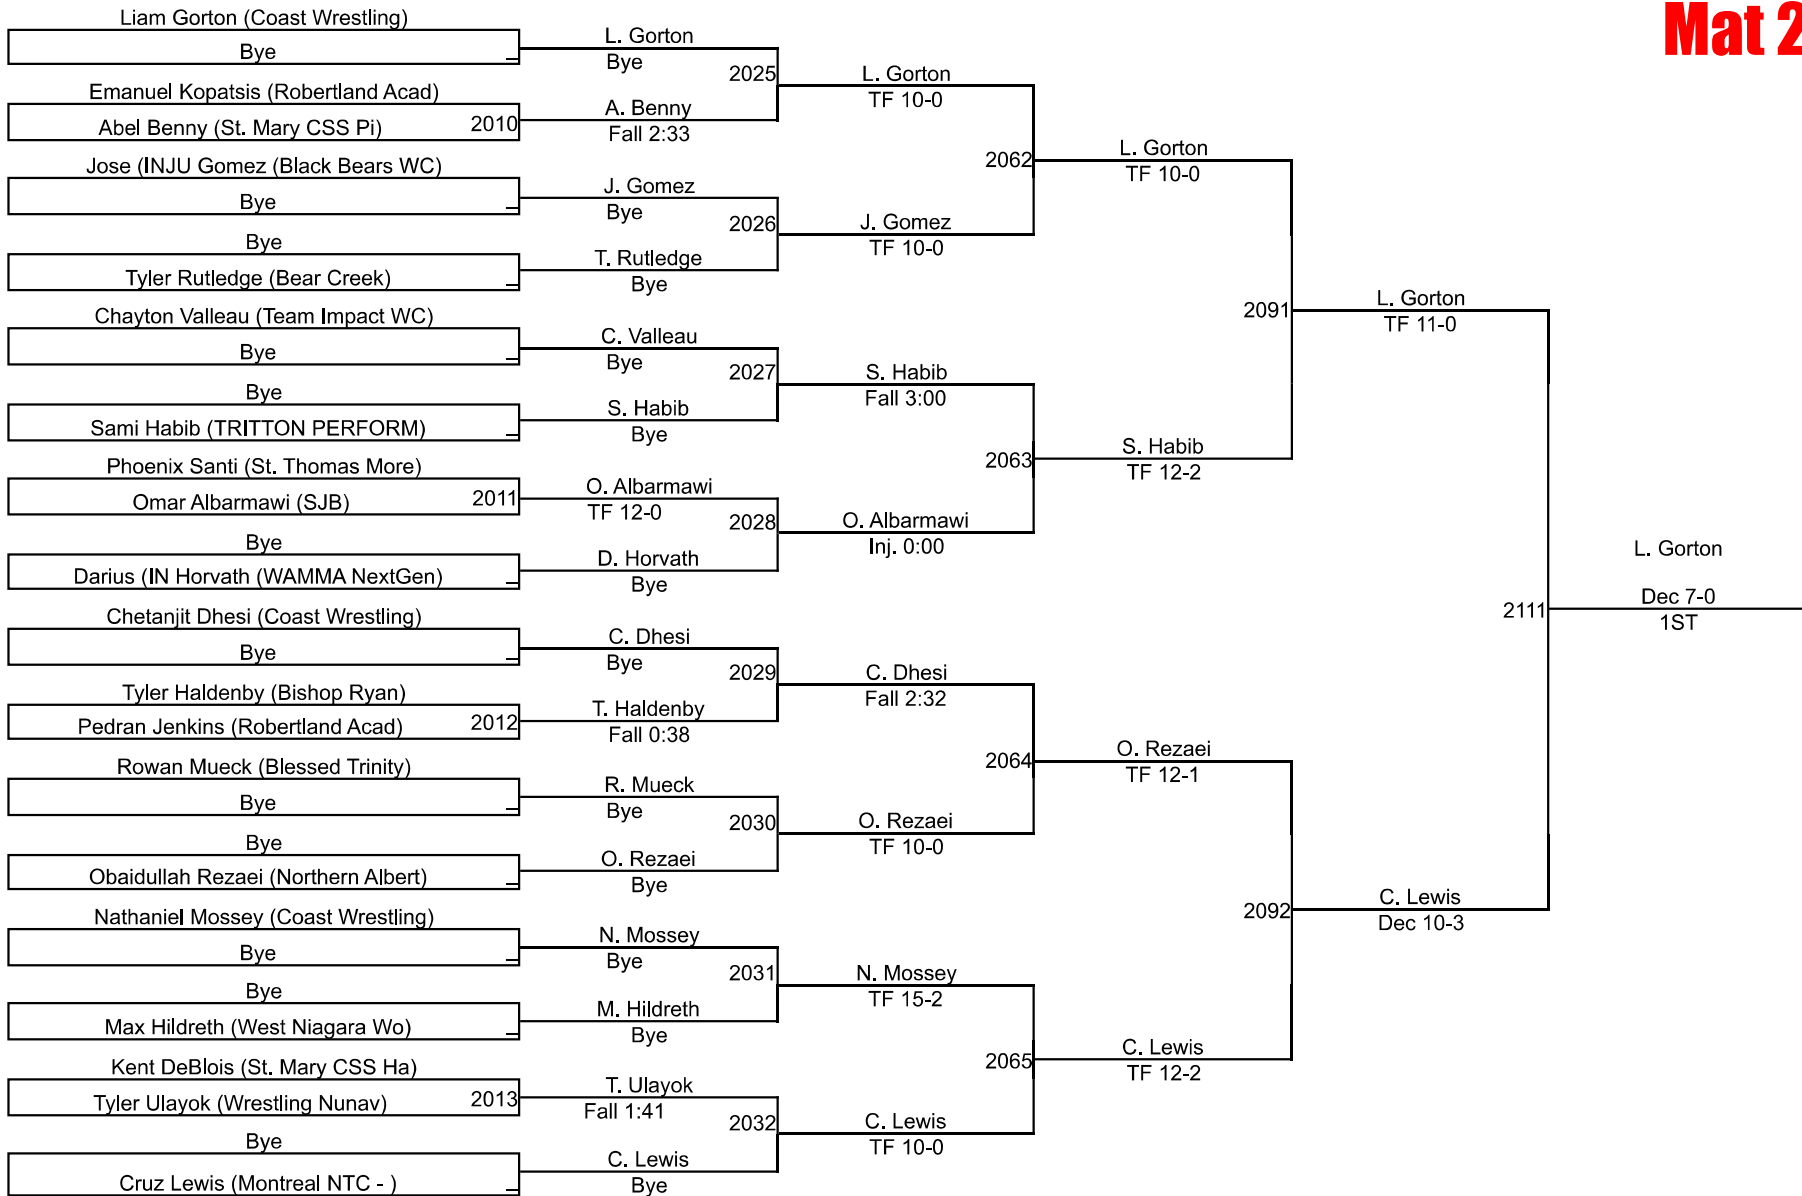 Mat 2
Liam Gorton (Coast Wrestling)
Bye
Emanuel Kopatsis (Robertland Acad)
Abel Benny (St. Mary CSS Pi)
2010
Jose (INJU Gomez (Black Bears WC)
Bye
Bye
Tyler Rutledge (Bear Creek)
Chayton Valleau (Team Impact WC)
Bye
Bye
Sami Habib (TRITTON PERFORM)
Phoenix Santi (St. Thomas More)
Omar Albarmawi (SJB)
2011
Bye
Darius (IN Horvath (WAMMA NextGen)
Chetanjit Dhesi (Coast Wrestling)
Bye
Tyler Haldenby (Bishop Ryan)
Pedran Jenkins (Robertland Acad)
2012
Rowan Mueck (Blessed Trinity)
Bye
Bye
Obaidullah Rezaei (Northern Albert)
Nathaniel Mossey (Coast Wrestling)
Bye
Bye
Max Hildreth (West Niagara Wo)
Kent DeBlois (St. Mary CSS Ha)
Tyler Ulayok (Wrestling Nunav)
2013
Bye
Cruz Lewis (Montreal NTC - )
L. Gorton
Bye
2025
A. Benny
Fall 2:33
J. Gomez
Bye
2026
T. Rutledge
Bye
C. Valleau
Bye
2027
S. Habib
Bye
O. Albarmawi
TF 12-0
2028
D. Horvath
Bye
C. Dhesi
Bye
2029
T. Haldenby
Fall 0:38
R. Mueck
Bye
2030
O. Rezaei
Bye
N. Mossey
Bye
2031
M. Hildreth
Bye
T. Ulayok
Fall 1:41
2032
C. Lewis
Bye
L. Gorton
TF 10-0
2062
J. Gomez
TF 10-0
S. Habib
Fall 3:00
2063
O. Albarmawi
Inj. 0:00
C. Dhesi
Fall 2:32
2064
O. Rezaei
TF 10-0
N. Mossey
TF 15-2
2065
C. Lewis
TF 10-0
L. Gorton
TF 10-0
2091
S. Habib
TF 12-2
O. Rezaei
TF 12-1
2092
C. Lewis
TF 12-2
L. Gorton
TF 11-0
2111
C. Lewis
Dec 10-3
L. Gorton
Dec 7-0
1ST